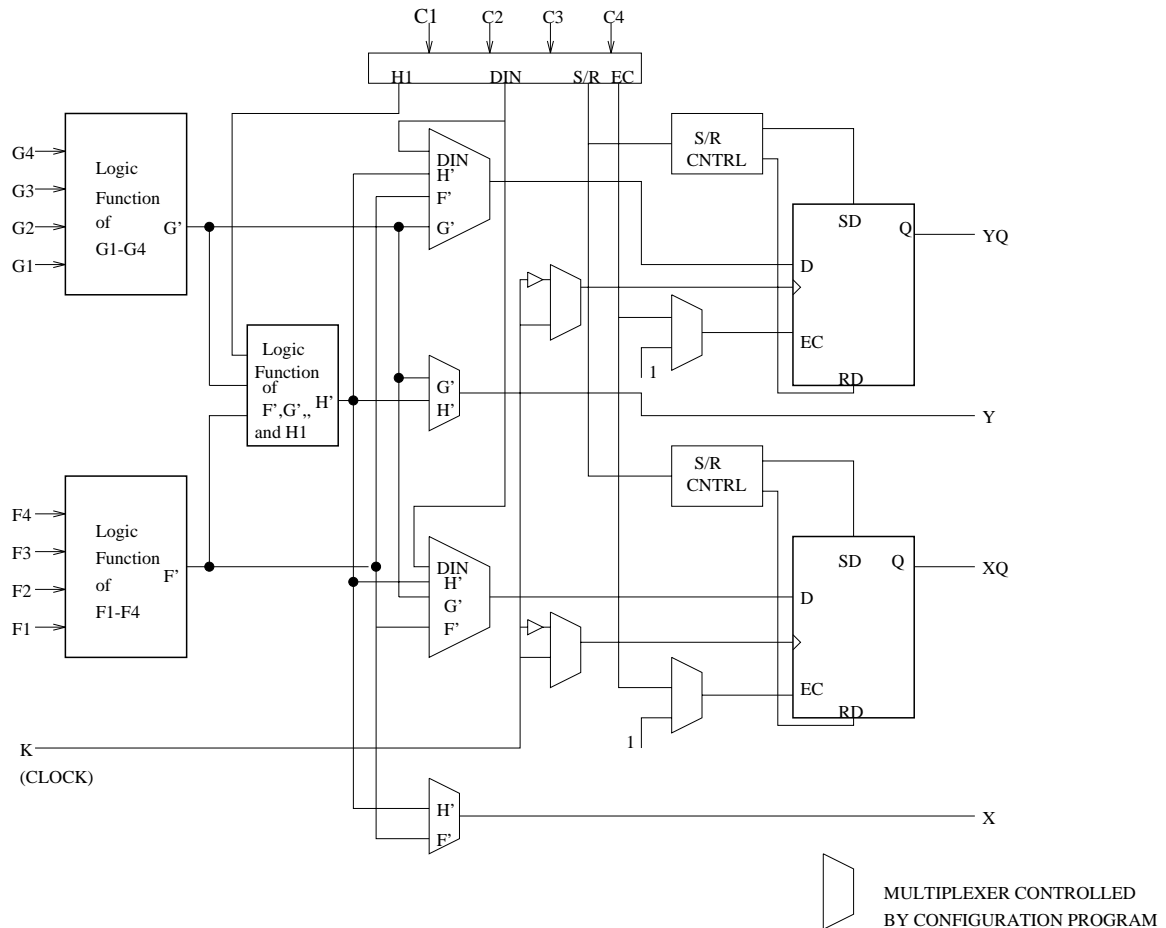 C1 C2 C3 C4
H1 DIN S/R EC
G4
G3
G2
G1
Logic
Function
of
G1-G4
G'
DIN
H'
F'
G'
S/R
CNTRL
SD
Q
D
EC
RD
YQ
1
Logic
Function
of
F',G',,
and H1
H'
G'
H'
Y
F4
F3
F2
F1
Logic
Function
of
F1-F4
F'
DIN
H'
G'
F'
S/R
CNTRL
SD
Q
D
EC
RD
XQ
1
K
(CLOCK)
H'
F'
X
MULTIPLEXER CONTROLLED
BY CONFIGURATION PROGRAM